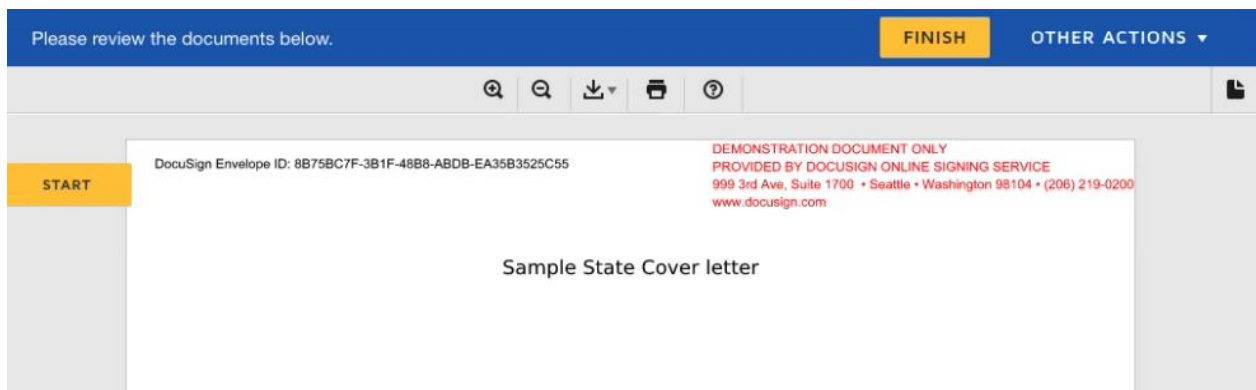 Please review the documents below.
FINISH
OTHER ACTIONS
DocuSign Envelope ID: 8B75BC7F-3B1F-48B8-ABDB-EA35B3525C55
DEMONSTRATION DOCUMENT ONLY
PROVIDED BY DOCUSIGN ONLINE SIGNING SERVICE
999 3rd Ave, Suite 1700 • Seattle • Washington 98104 • (206) 219-0200
www.docusign.com
START
Sample State Cover letter